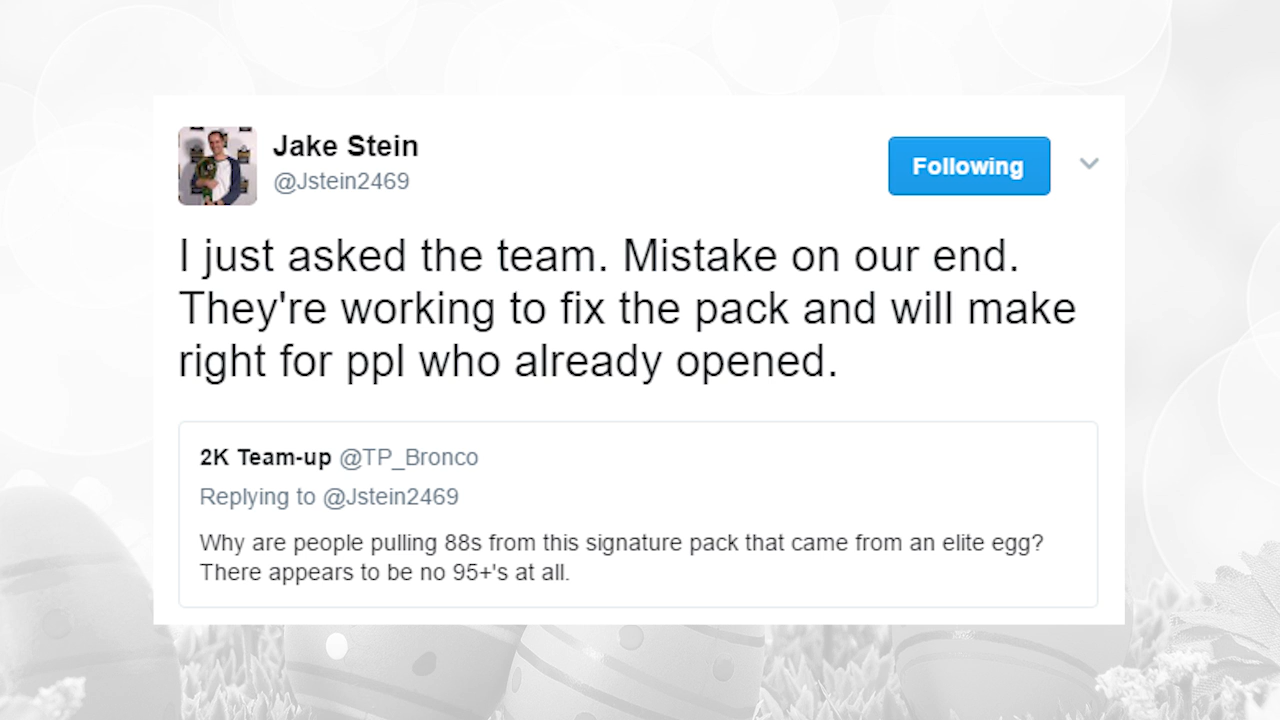 Jake Stein
@Jstein2469
Following
I just asked the team. Mistake on our end.
They're working to fix the pack and will make
right for ppl who already opened.
2K Team-up @TP_Bronco
Replying to @Jstein2469
Why are people pulling 88s from this signature pack that came from an elite egg?
There appears to be no 95+'s at all.